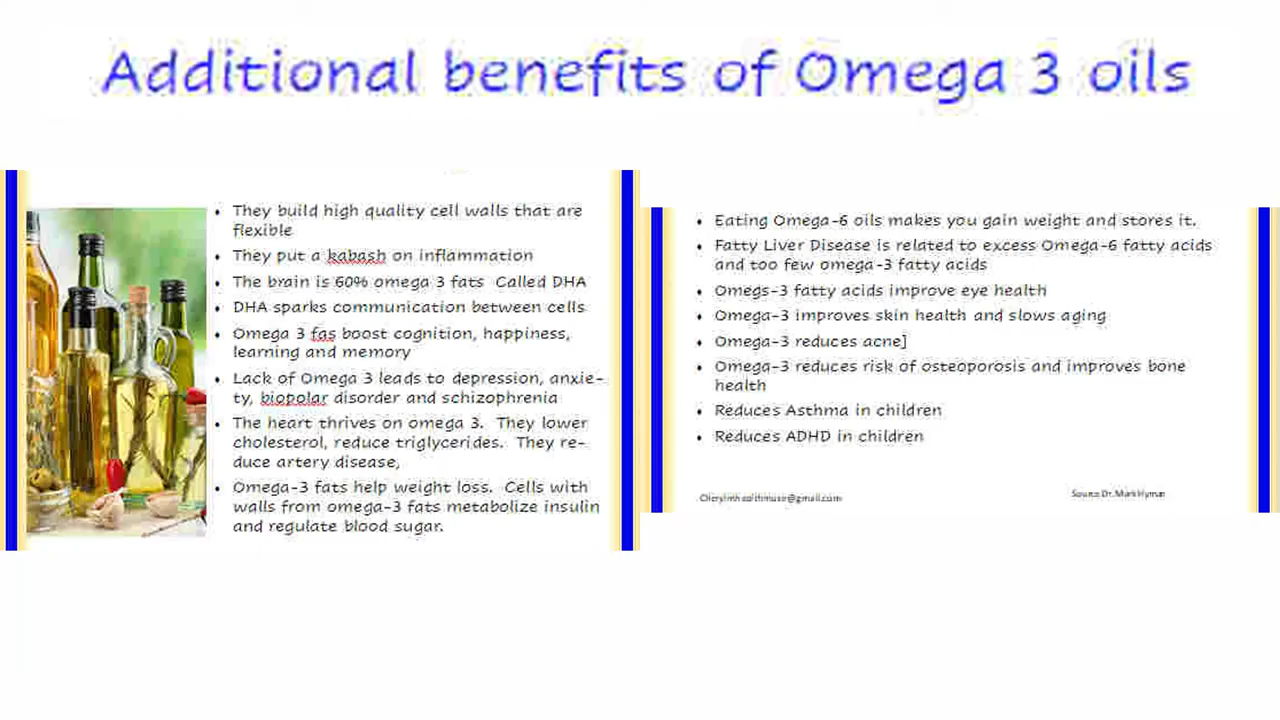 Additional benefits of Omega 3 oils
• They build high quality cell walls that are
flexible
• They put a kabash on inflammation
• The brain is 60% omega 3 fats Called DHA
• DHA sparks communication between cells
• Omega 3 fas boost cognition, happiness,
learning and memory
• Lack of Omega 3 leads to depression, anxie-
ty, biopolar disorder and schizophrenia
• The heart thrives on omega 3. They lower
cholesterol, reduce triglycerides. They re-
duce artery disease,
• Omega-3 fats help weight loss. Cells with
walls from omega-3 fats metabolize insulin
and regulate blood sugar.
• Eating Omega-6 oils makes you gain weight and stores it.
• Fatty Liver Disease is related to excess Omega-6 fatty acids
and too few omega-3 fatty acids
• Omegs-3 fatty acids improve eye health
• Omega-3 improves skin health and slows aging
• Omega-3 reduces acne]
• Omega-3 reduces risk of osteoporosis and improves bone
health
• Reduces Asthma in children
• Reduces ADHD in children
Source Dr. Mark Hyman